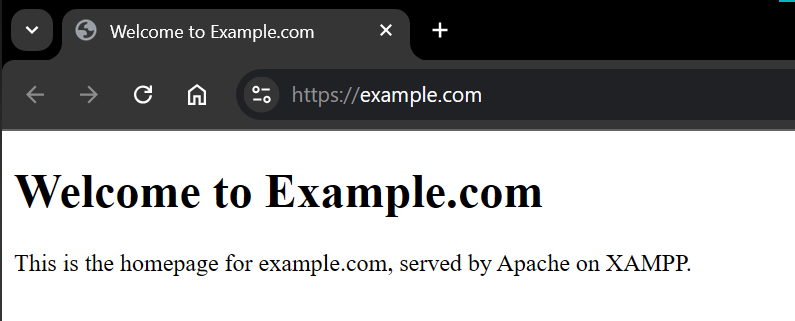 Welcome to Example.com
https://example.com
Welcome to Example.com
This is the homepage for example.com, served by Apache on XAMPP.